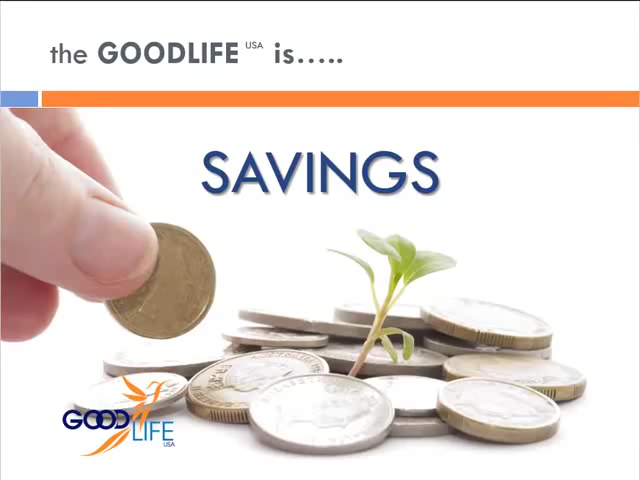 the GOODLIFE USA is.....
SAVINGS
GOOD
LIFE
USA